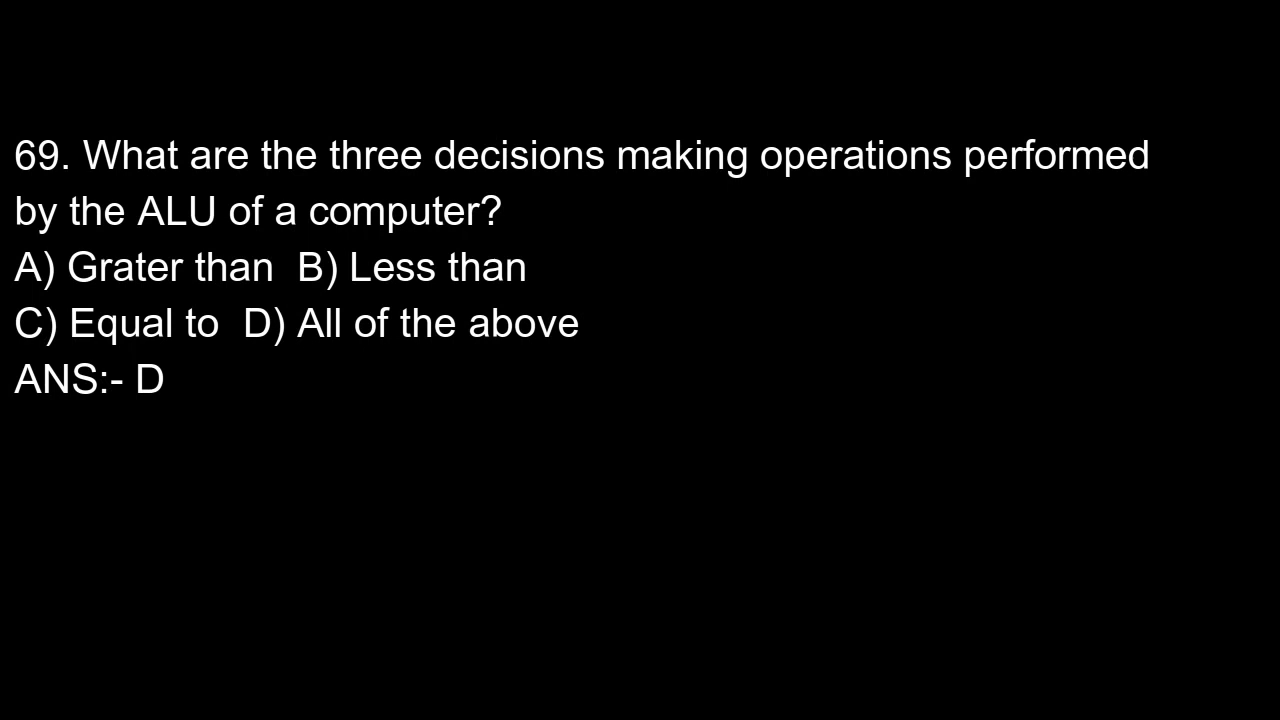 69. What are the three decisions making operations performed
by the ALU of a computer?
A) Grater than  B) Less than
C) Equal to  D) All of the above
ANS:- D